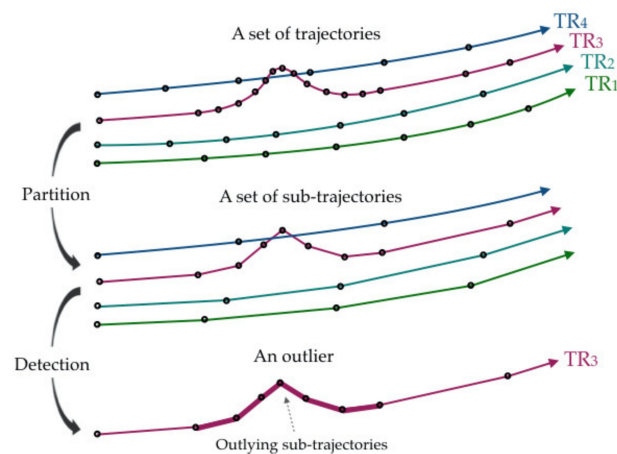 A set of trajectories
TR4
TR3
TR2
TR1
Partition
A set of sub-trajectories
Detection
An outlier
TR3
Outlying sub-trajectories